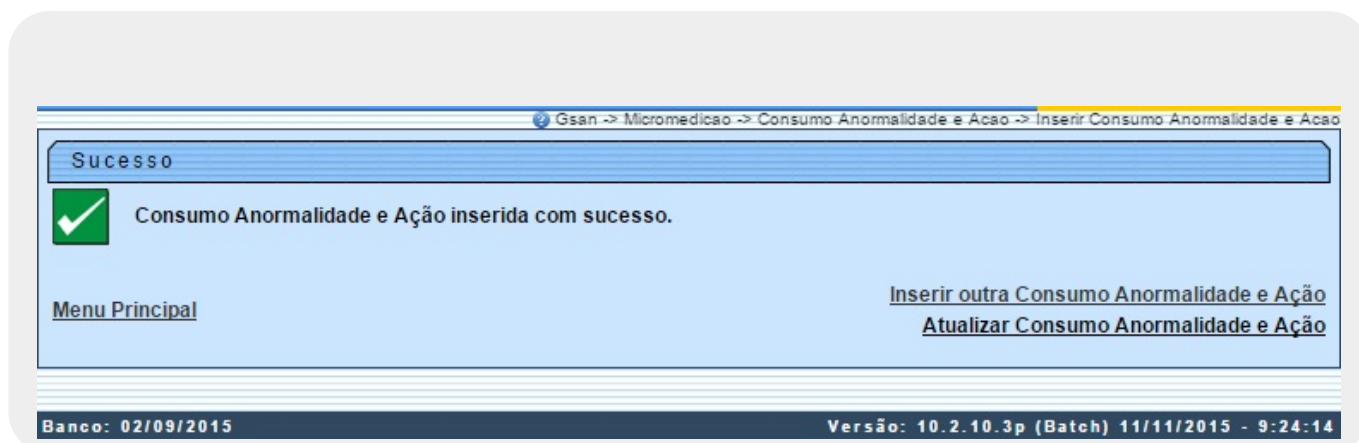 Gsan -> Micromedicao -> Consumo Anormalidade e Acao -> Inserir Consumo Anormalidade e Acao
Sucesso
Consumo Anormalidade e Ação inserida com sucesso.
Inserir outra Consumo Anormalidade e Ação
Menu Principal
Atualizar Consumo Anormalidade e Ação
Banco: 02/09/2015 Versão: 10.2.10.3p (Batch) 11/11/2015 - 9:24:14